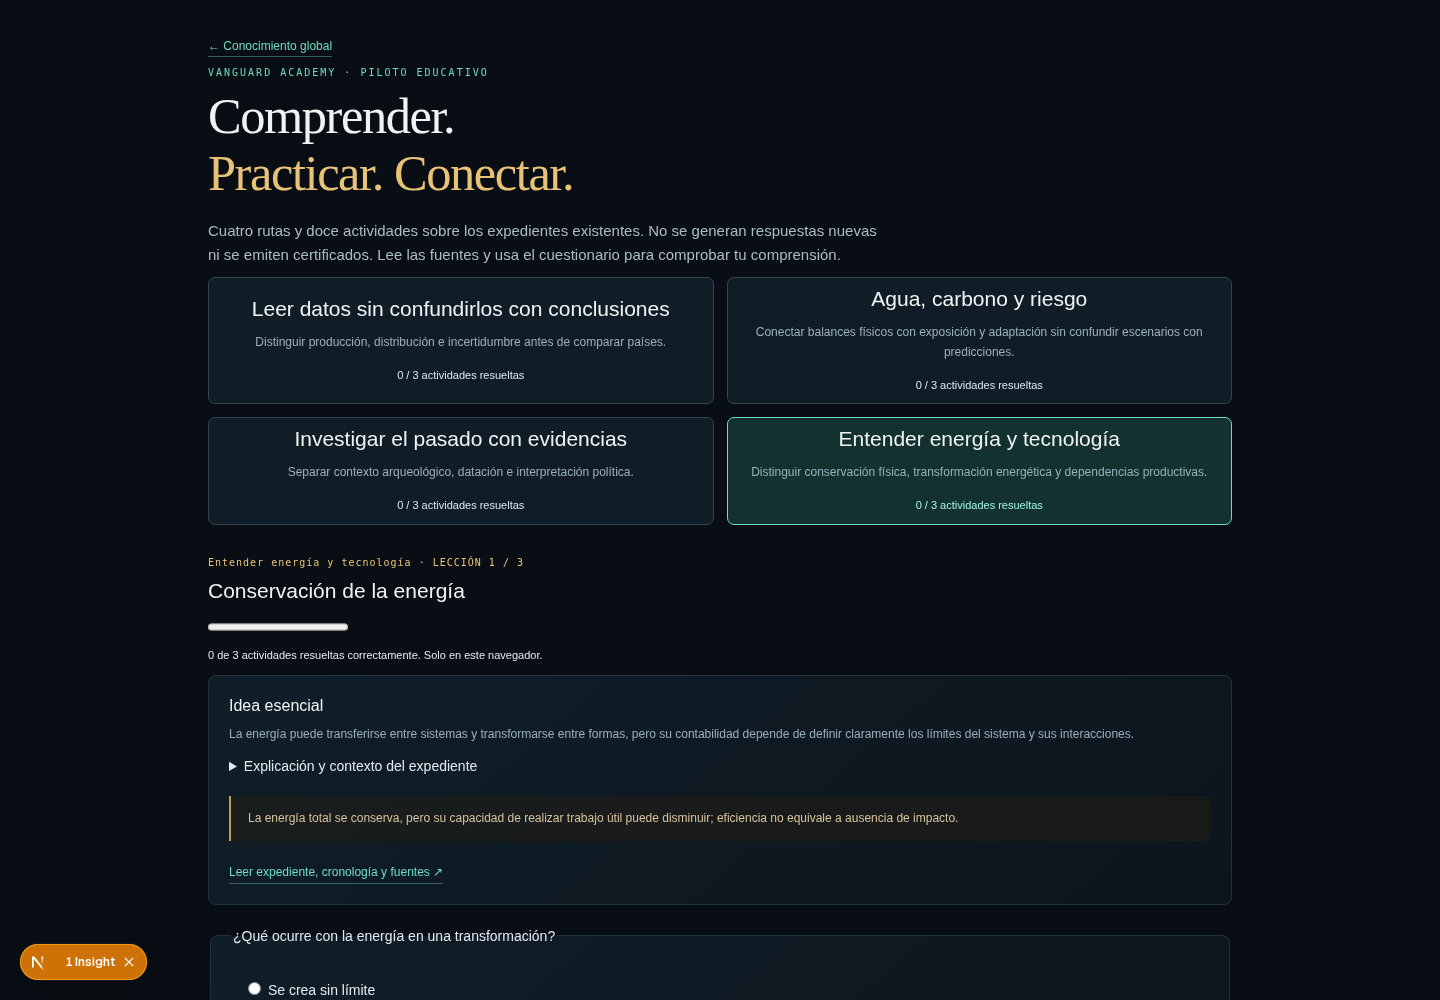 ← Conocimiento global
VANGUARD ACADEMY · PILOTO EDUCATIVO
Comprender.
Practicar. Conectar.
Cuatro rutas y doce actividades sobre los expedientes existentes. No se generan respuestas nuevas
ni se emiten certificados. Lee las fuentes y usa el cuestionario para comprobar tu comprensión.
Leer datos sin confundirlos con conclusiones
Distinguir producción, distribución e incertidumbre antes de comparar países.
0 / 3 actividades resueltas
Agua, carbono y riesgo
Conectar balances físicos con exposición y adaptación sin confundir escenarios con
predicciones.
0 / 3 actividades resueltas
Investigar el pasado con evidencias
Separar contexto arqueológico, datación e interpretación política.
0 / 3 actividades resueltas
Entender energía y tecnología
Distinguir conservación física, transformación energética y dependencias productivas.
0 / 3 actividades resueltas
Entender energía y tecnología · LECCIÓN 1 / 3
Conservación de la energía
0 de 3 actividades resueltas correctamente. Solo en este navegador.
Idea esencial
La energía puede transferirse entre sistemas y transformarse entre formas, pero su contabilidad depende de definir claramente los límites del sistema y sus interacciones.
▶ Explicación y contexto del expediente
La energía total se conserva, pero su capacidad de realizar trabajo útil puede disminuir; eficiencia no equivale a ausencia de impacto.
Leer expediente, cronología y fuentes ↗
¿Qué ocurre con la energía en una transformación?
Se crea sin límite
N 1 Insight